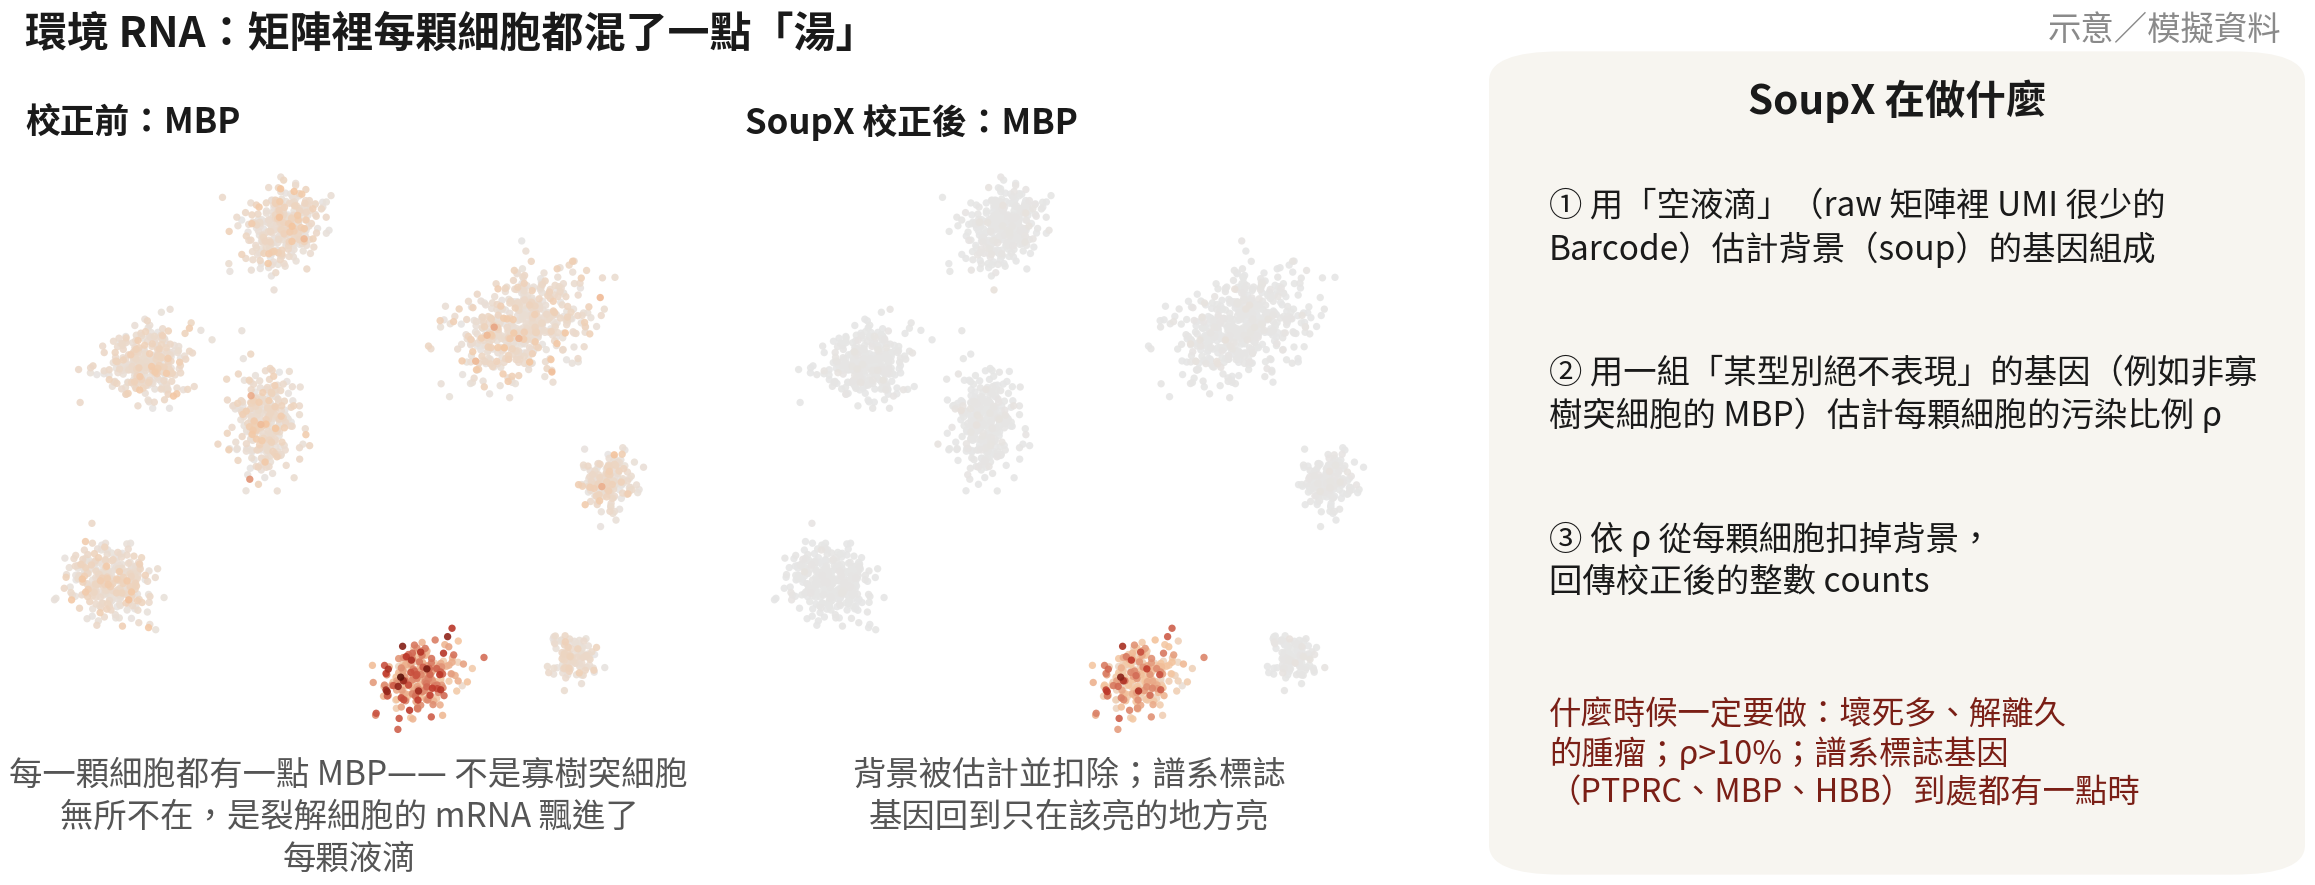 環境 RNA：矩陣裡每顆細胞都混了一點「湯」
示意／模擬資料
校正前：MBP
SoupX 校正後：MBP
每一顆細胞都有一點 MBP—— 不是寡樹突細胞
無所不在，是裂解細胞的 mRNA 飄進了
每顆液滴
背景被估計並扣除；譜系標誌
基因回到只在該亮的地方亮
SoupX 在做什麼
① 用「空液滴」（raw 矩陣裡 UMI 很少的
Barcode）估計背景（soup）的基因組成
② 用一組「某型別絕不表現」的基因（例如非寡
樹突細胞的 MBP）估計每顆細胞的污染比例 ρ
③ 依 ρ 從每顆細胞扣掉背景，
回傳校正後的整數 counts
什麼時候一定要做：壞死多、解離久
的腫瘤；ρ>10%；譜系標誌基因
（PTPRC、MBP、HBB）到處都有一點時